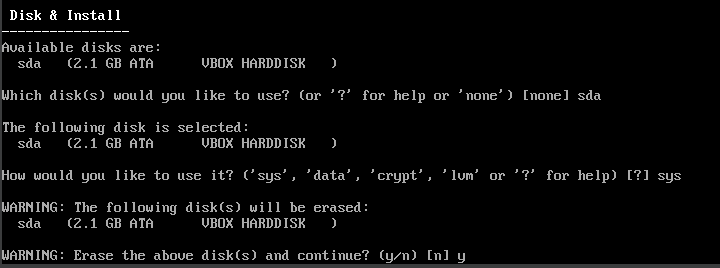 Disk & Install
----------------
Available disks are:
  sda   (2.1 GB ATA      VBOX HARDDISK   )
Which disk(s) would you like to use? (or '?' for help or 'none') [none] sda
The following disk is selected:
  sda   (2.1 GB ATA      VBOX HARDDISK   )
How would you like to use it? ('sys', 'data', 'crypt', 'lvm' or '?' for help) [?] sys
WARNING: The following disk(s) will be erased:
  sda   (2.1 GB ATA      VBOX HARDDISK   )
WARNING: Erase the above disk(s) and continue? (y/n) [n] y